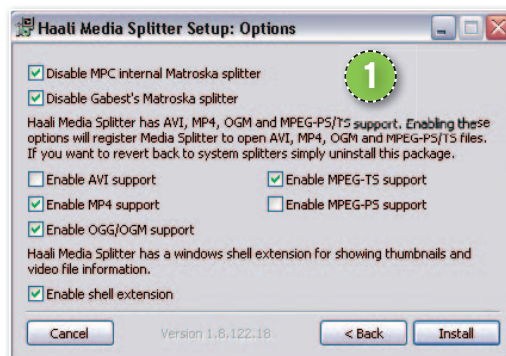 Haali Media Splitter Setup: Options
1
Disable MPC internal Matroska splitter
Disable Gabest's Matroska splitter
Haali Media Splitter has AVI, MP4, OGM and MPEG-PS/TS support. Enabling these
options will register Media Splitter to open AVI, MP4, OGM and MPEG-PS/TS files.
If you want to revert back to system splitters simply uninstall this package.
Enable AVI support
Enable MPEG-TS support
Enable MP4 support
Enable MPEG-PS support
Enable OGG/OGM support
Haali Media Splitter has a windows shell extension for showing thumbnails and
video file information.
Enable shell extension
Cancel
Version 1.8.122.18
< Back
Install